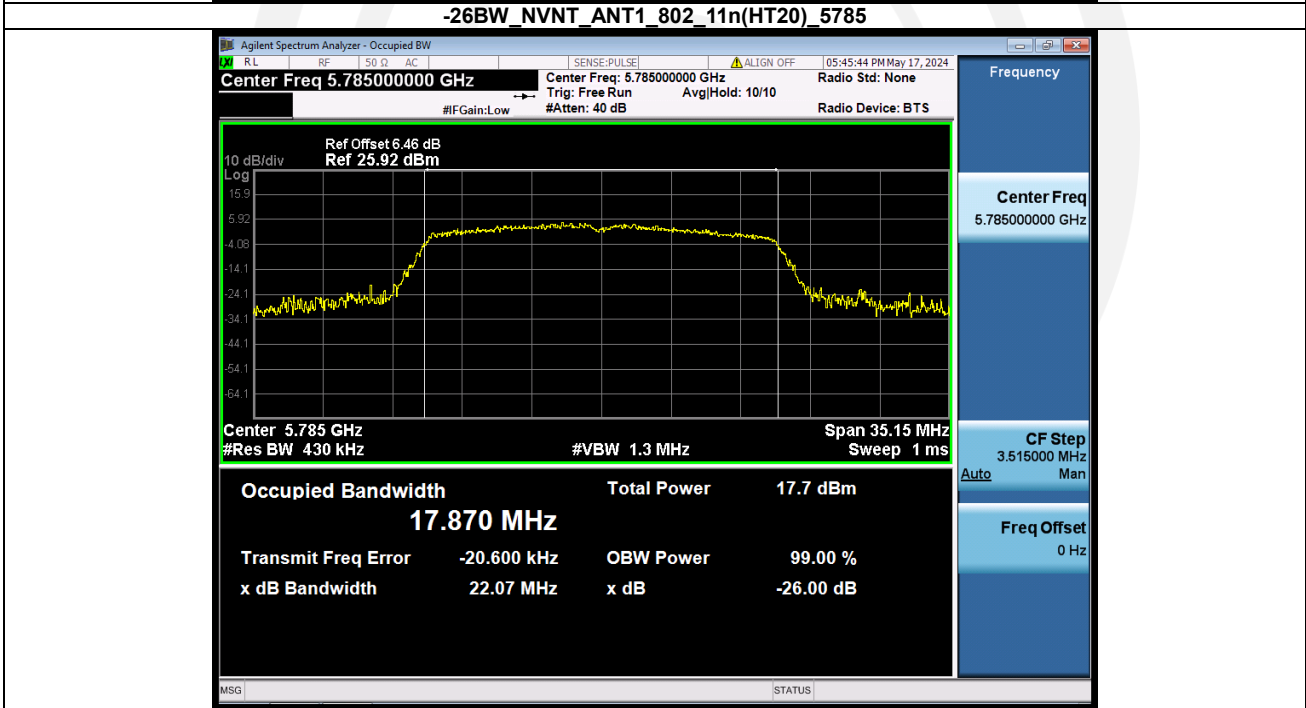 -26BW_NVNT_ANT1_802_11n(HT20)_5785
Agilent Spectrum Analyzer - Occupied BW
LXI RL RF 50 Ω AC SENSE:PULSE ALIGN OFF 05:45:44 PM May 17, 2024
Center Freq 5.785000000 GHz
Center Freq: 5.785000000 GHz
Radio Std: None
Trig: Free Run Avg|Hold: 10/10
#IFGain:Low
#Atten: 40 dB
Radio Device: BTS
Ref Offset 6.46 dB
10 dB/div Ref 25.92 dBm
Log
15.9
5.92
-4.08
-14.1
-24.1
-34.1
-44.1
-54.1
-64.1
Center 5.785 GHz Span 35.15 MHz
#Res BW 430 kHz #VBW 1.3 MHz Sweep 1 ms
Occupied Bandwidth Total Power 17.7 dBm
17.870 MHz
Transmit Freq Error -20.600 kHz OBW Power 99.00 %
x dB Bandwidth 22.07 MHz x dB -26.00 dB
MSG STATUS
Frequency
Center Freq
5.785000000 GHz
CF Step
3.515000 MHz
Auto Man
Freq Offset
0 Hz